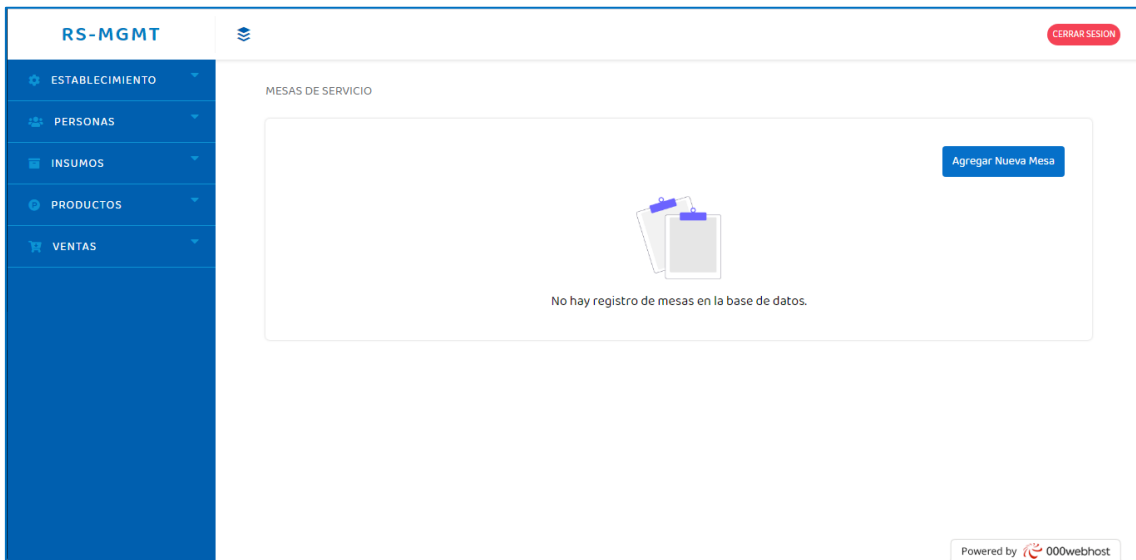 RS-MGMT
CERRAR SESION
ESTABLECIMIENTO
PERSONAS
INSUMOS
PRODUCTOS
VENTAS
MESAS DE SERVICIO
Agregar Nueva Mesa
No hay registro de mesas en la base de datos.
Powered by 000webhost